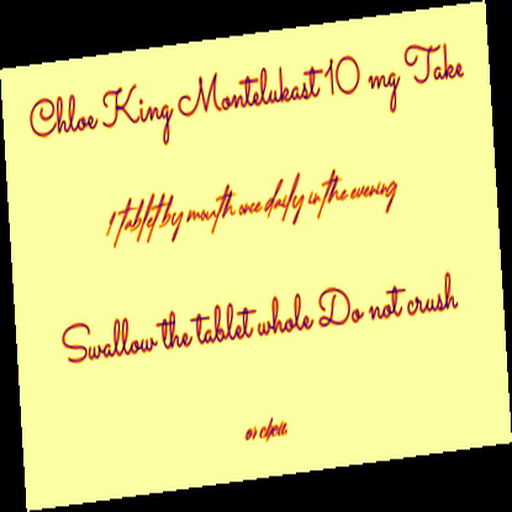 Chloe King Montelukast 10 mg Take
1 tablet by mouth once daily in the evening
Swallow the tablet whole Do not crush
or chew